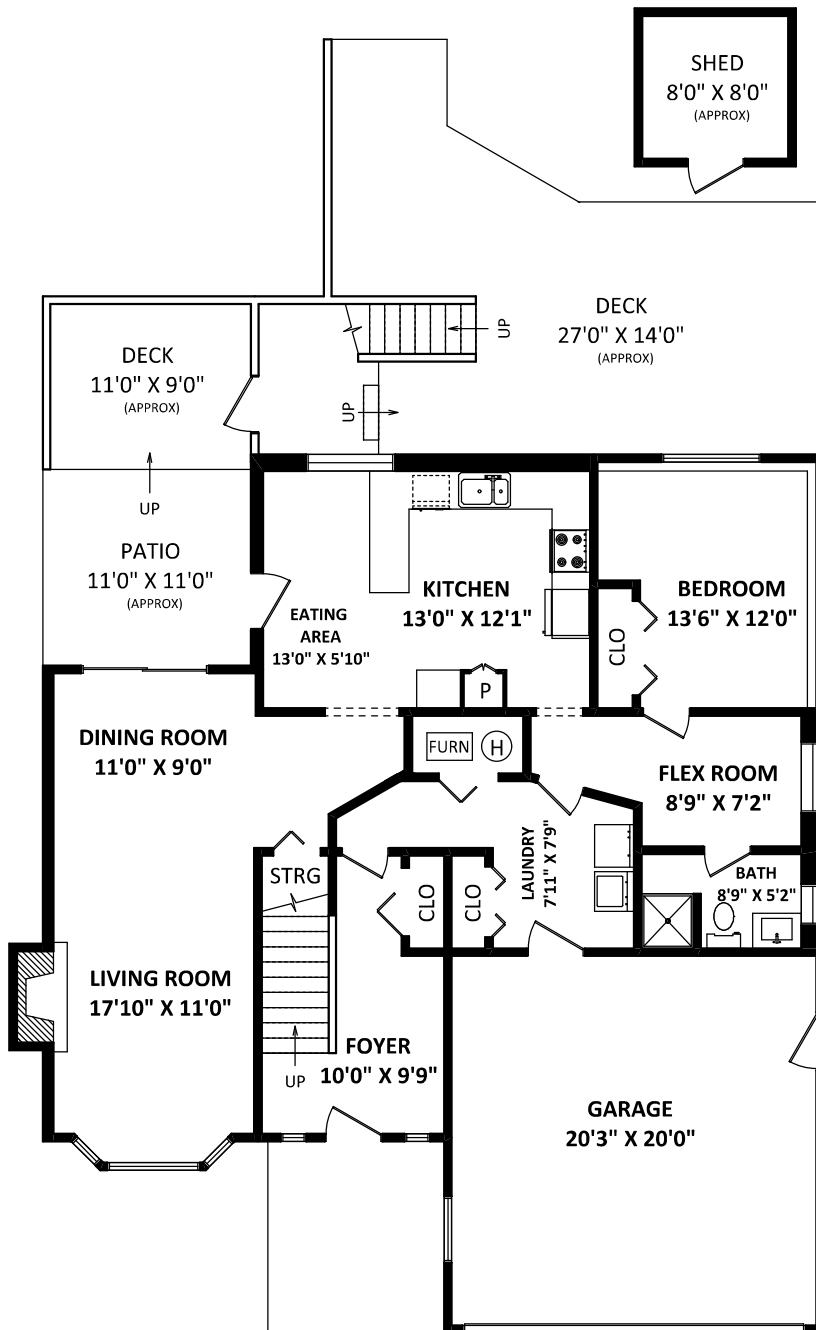 SHED
8'0" X 8'0"
(APPROX)
DECK
27'0" X 14'0"
(APPROX)
UP
DECK
11'0" X 9'0"
(APPROX)
UP
UP
PATIO
11'0" X 11'0"
(APPROX)
KITCHEN
13'0" X 12'1"
EATING
AREA
13'0" X 5'10"
BEDROOM
13'6" X 12'0"
CLO
P
DINING ROOM
11'0" X 9'0"
FURN
H
FLEX ROOM
8'9" X 7'2"
LAUNDRY
7'11" X 7'9"
BATH
8'9" X 5'2"
STRG
CLO
CLO
LIVING ROOM
17'10" X 11'0"
FOYER
10'0" X 9'9"
UP
GARAGE
20'3" X 20'0"